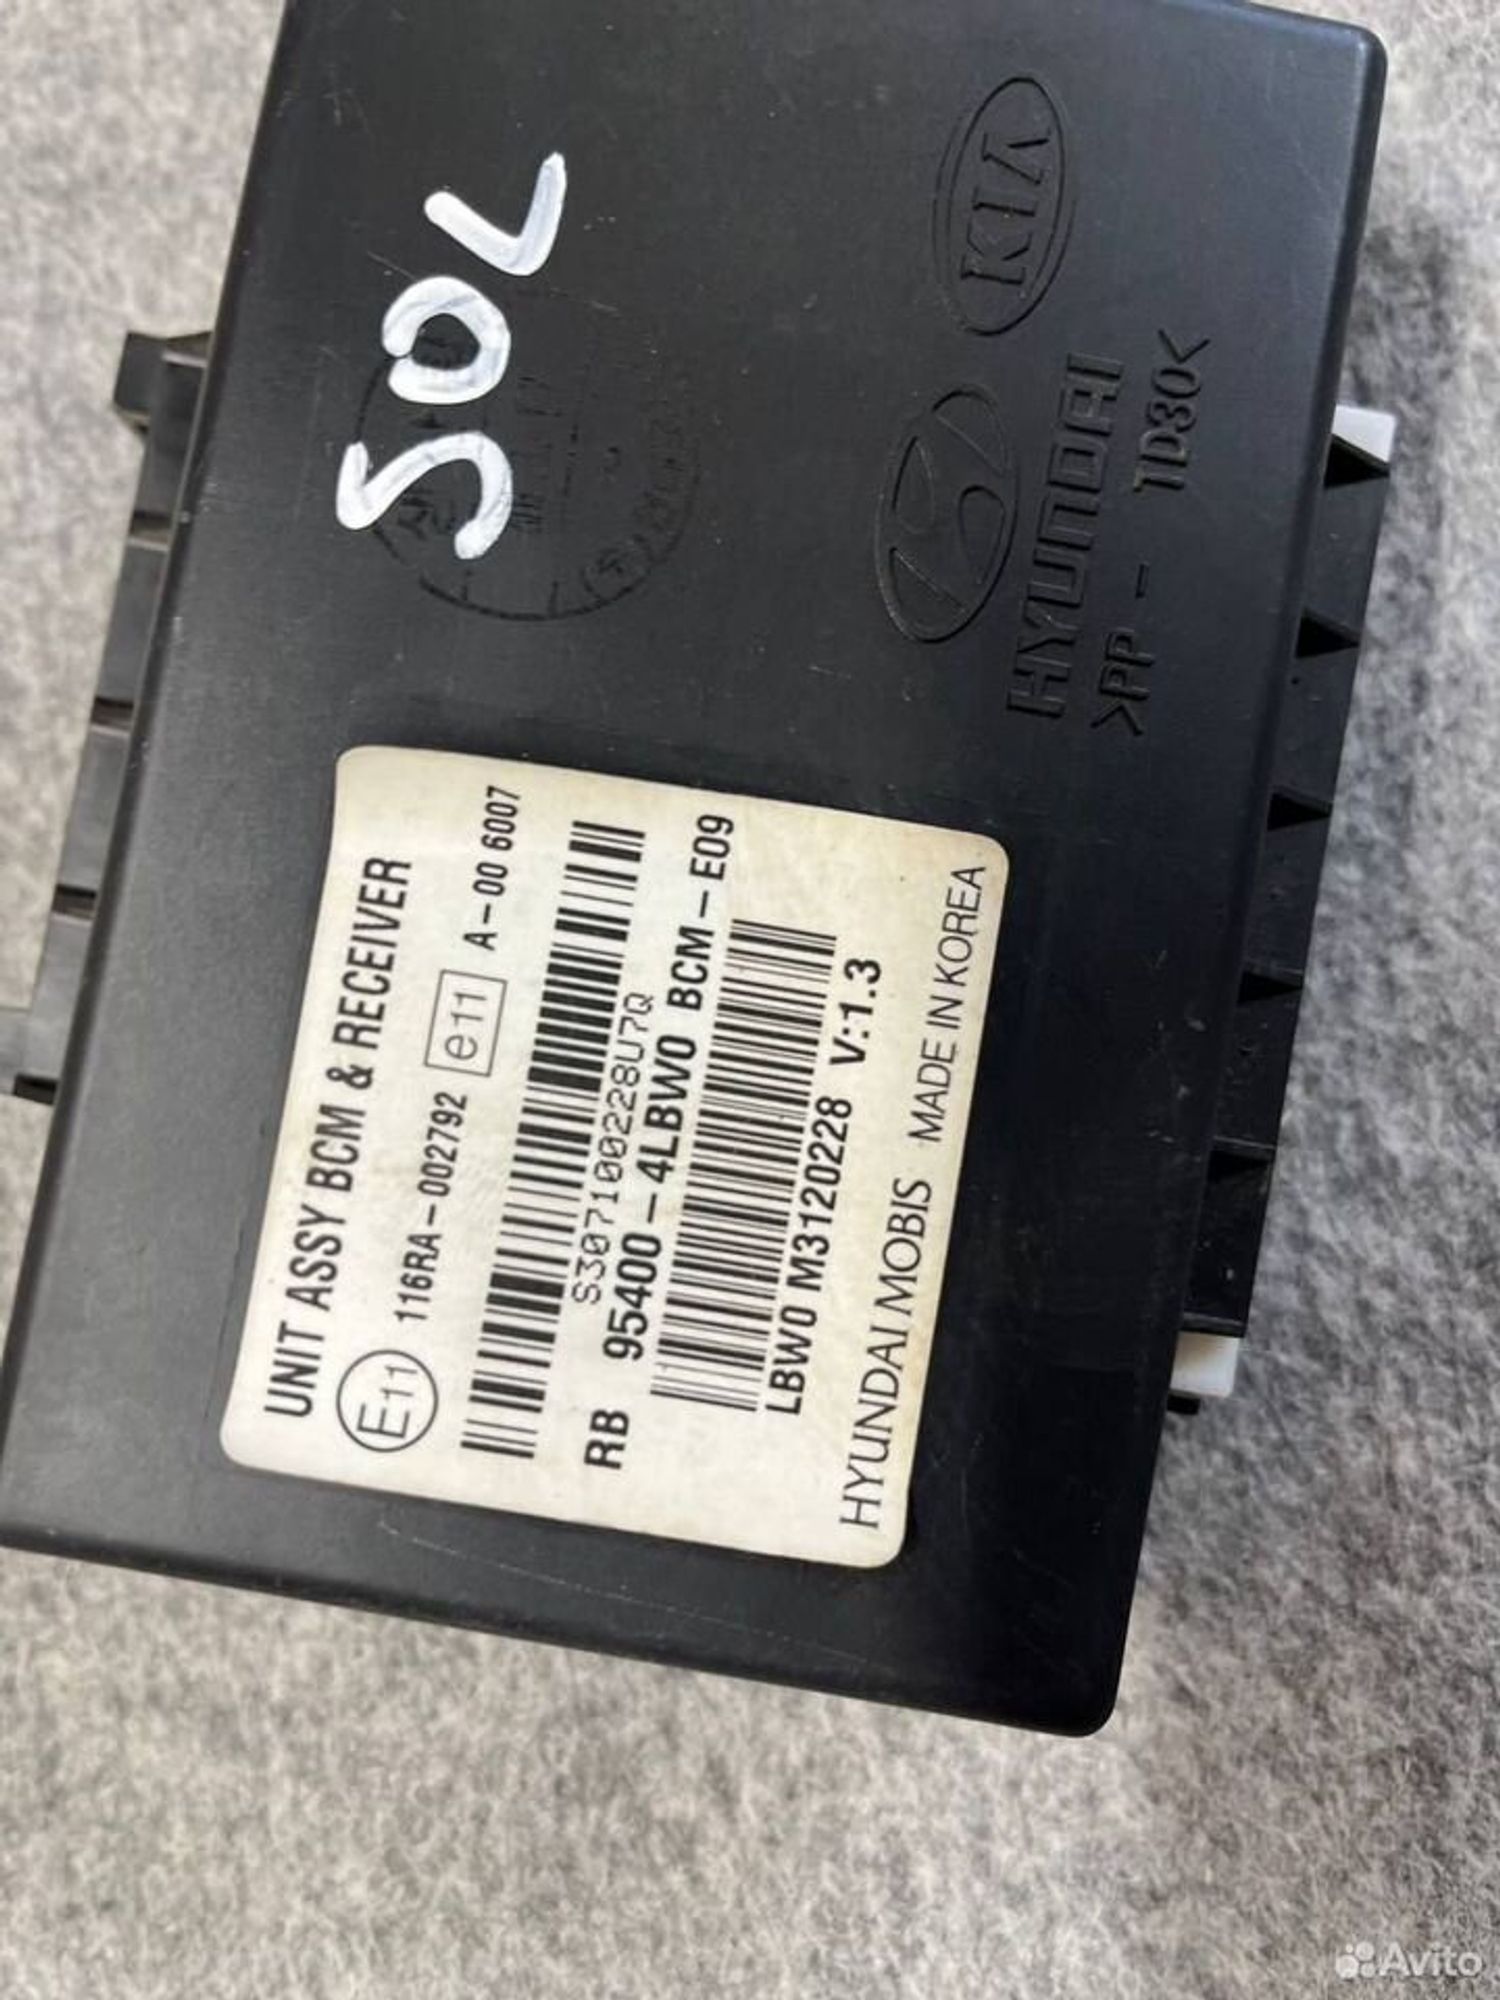 SOL
KIA
HYUNDAI
>PP - TD30<
UNIT ASSY BCM & RECEIVER
E11 116RA-002792 e11 A-00 6007
S307100228U7Q
RB 95400-4LBW0 BCM-E09
LBW0 M3120228 V:1.3
HYUNDAI MOBIS MADE IN KOREA
Avito